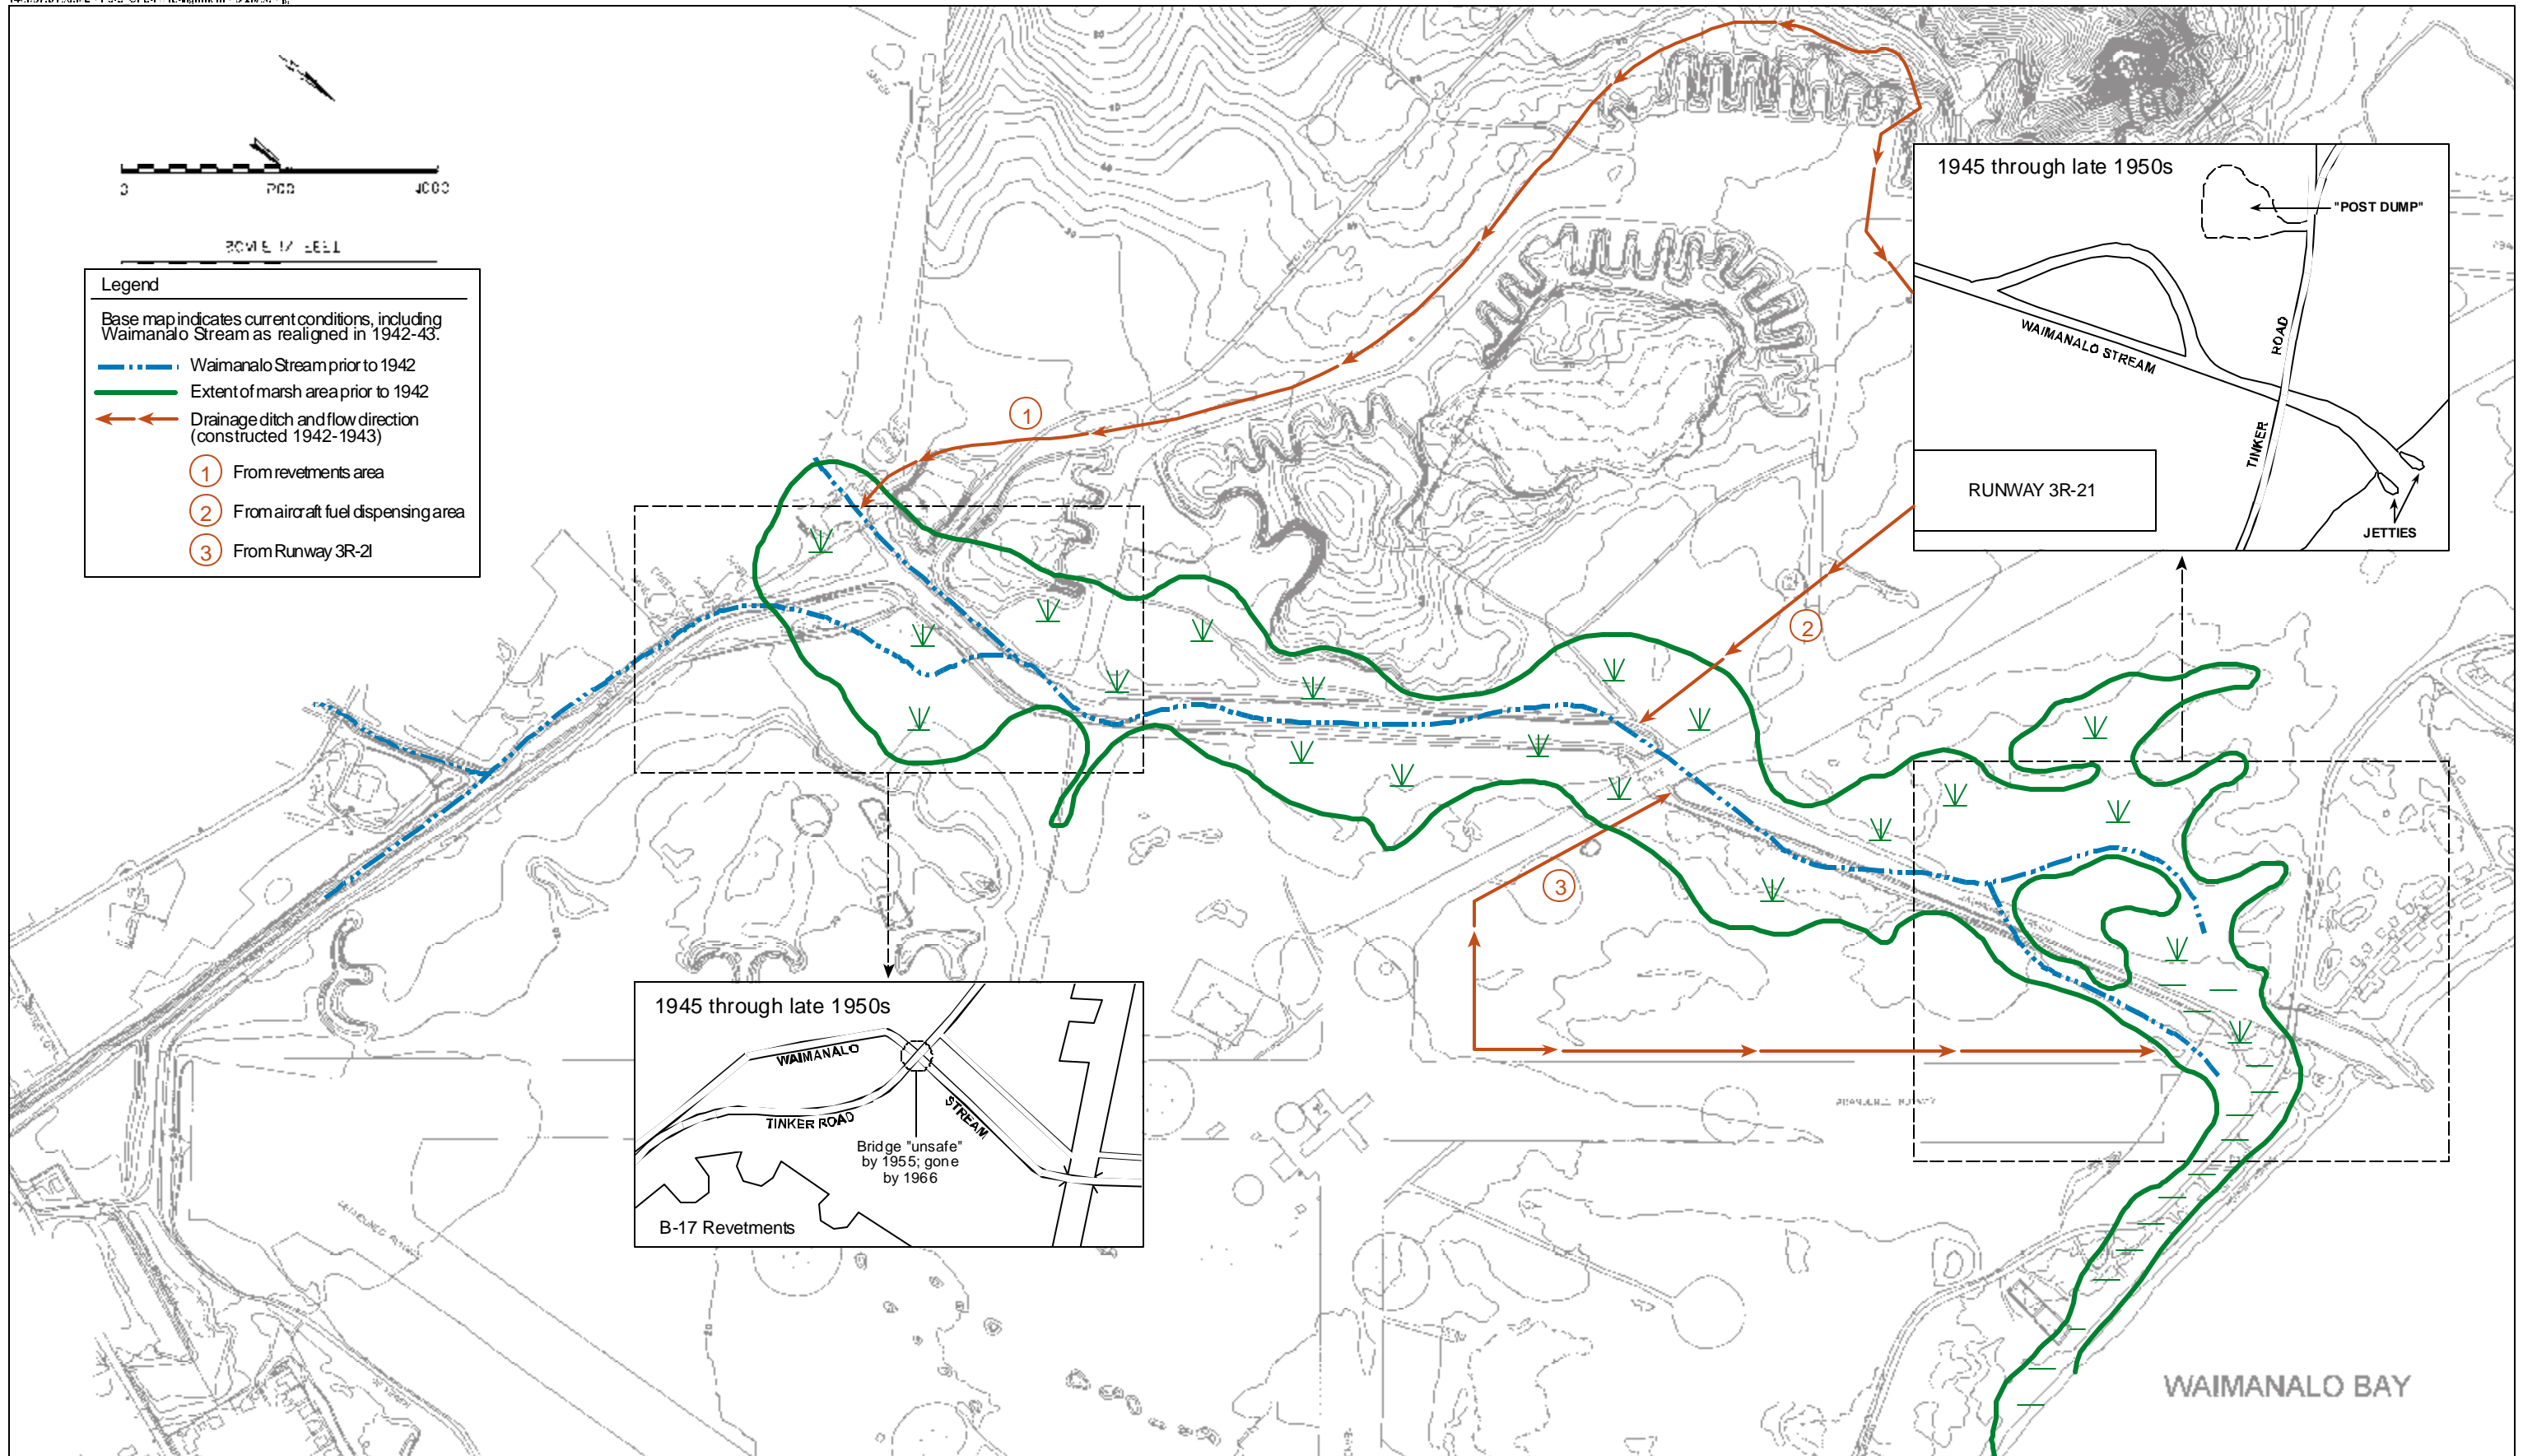 Legend
Base map indicates current conditions, including
Waimanalo Stream as realigned in 1942-43.
Waimanalo Stream prior to 1942
Extent of marsh area prior to 1942
Drainage ditch and flow direction
(constructed 1942-1943)
1 From revetments area
2 From aircraft fuel dispensing area
3 From Runway 3R-2l
1
2
3
1945 through late 1950s
"POST DUMP"
WAIMANALO STREAM
TINKER ROAD
RUNWAY 3R-21
JETTIES
1945 through late 1950s
WAIMANALO
STREAM
TINKER ROAD
Bridge "unsafe"
by 1955; gone
by 1966
B-17 Revetments
WAIMANALO BAY